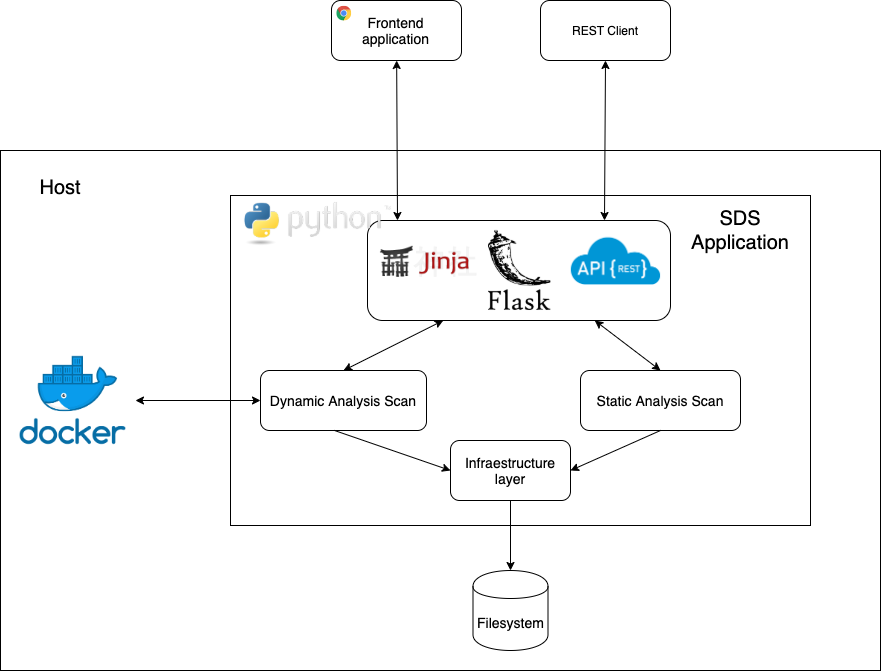 Frontend
application
REST Client
Host
python
SDS
Application
Jinja
API {REST}
Flask
docker
Dynamic Analysis Scan
Static Analysis Scan
Infraestructure
layer
Filesystem